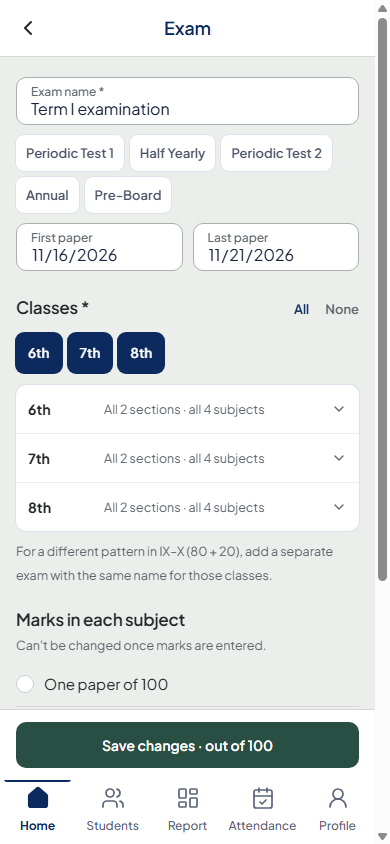 Exam
Exam name *
Term I examination
Periodic Test 1
Half Yearly
Periodic Test 2
Annual
Pre-Board
First paper
11/16/2026
Last paper
11/21/2026
Classes *
All
None
6th
7th
8th
6th
All 2 sections · all 4 subjects
7th
All 2 sections · all 4 subjects
8th
All 2 sections · all 4 subjects
For a different pattern in IX–X (80 + 20), add a separate
exam with the same name for those classes.
Marks in each subject
Can't be changed once marks are entered.
One paper of 100
Save changes · out of 100
Home
Students
Report
Attendance
Profile